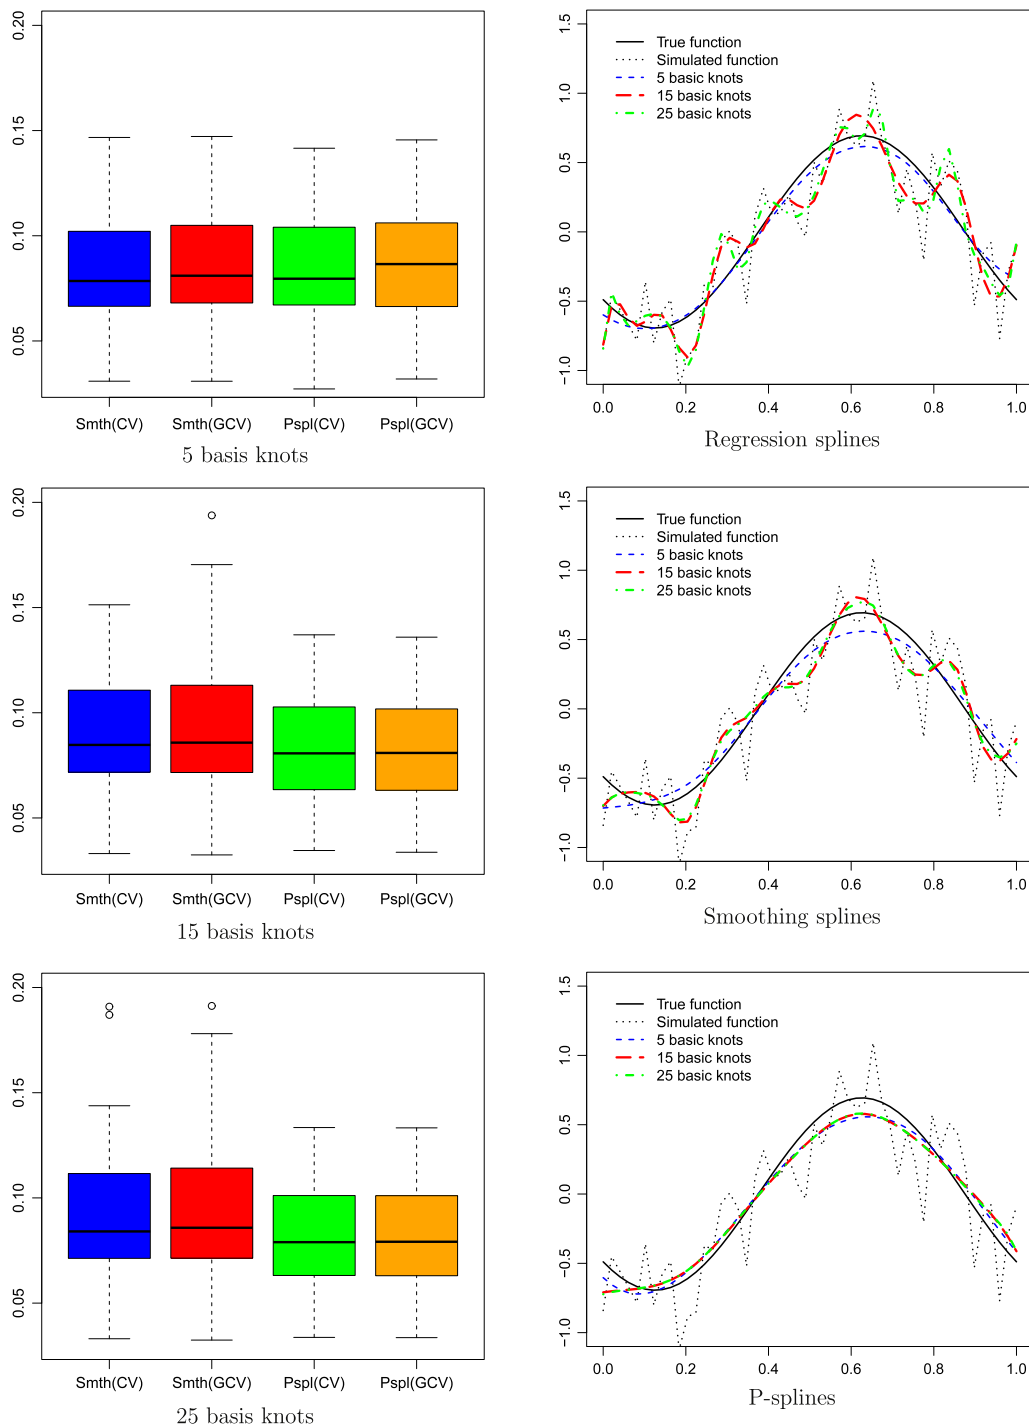 0.05 0.10 0.15 0.20
Smth(CV) Smth(GCV) Pspl(CV) Pspl(GCV)
5 basis knots
True function
Simulated function
5 basic knots
15 basic knots
25 basic knots
−1.0 −0.5 0.0 0.5 1.0 1.5
0.0 0.2 0.4 0.6 0.8 1.0
Regression splines
0.05 0.10 0.15 0.20
Smth(CV) Smth(GCV) Pspl(CV) Pspl(GCV)
15 basis knots
True function
Simulated function
5 basic knots
15 basic knots
25 basic knots
−1.0 −0.5 0.0 0.5 1.0 1.5
0.0 0.2 0.4 0.6 0.8 1.0
Smoothing splines
0.05 0.10 0.15 0.20
Smth(CV) Smth(GCV) Pspl(CV) Pspl(GCV)
25 basis knots
True function
Simulated function
5 basic knots
15 basic knots
25 basic knots
−1.0 −0.5 0.0 0.5 1.0 1.5
0.0 0.2 0.4 0.6 0.8 1.0
P-splines